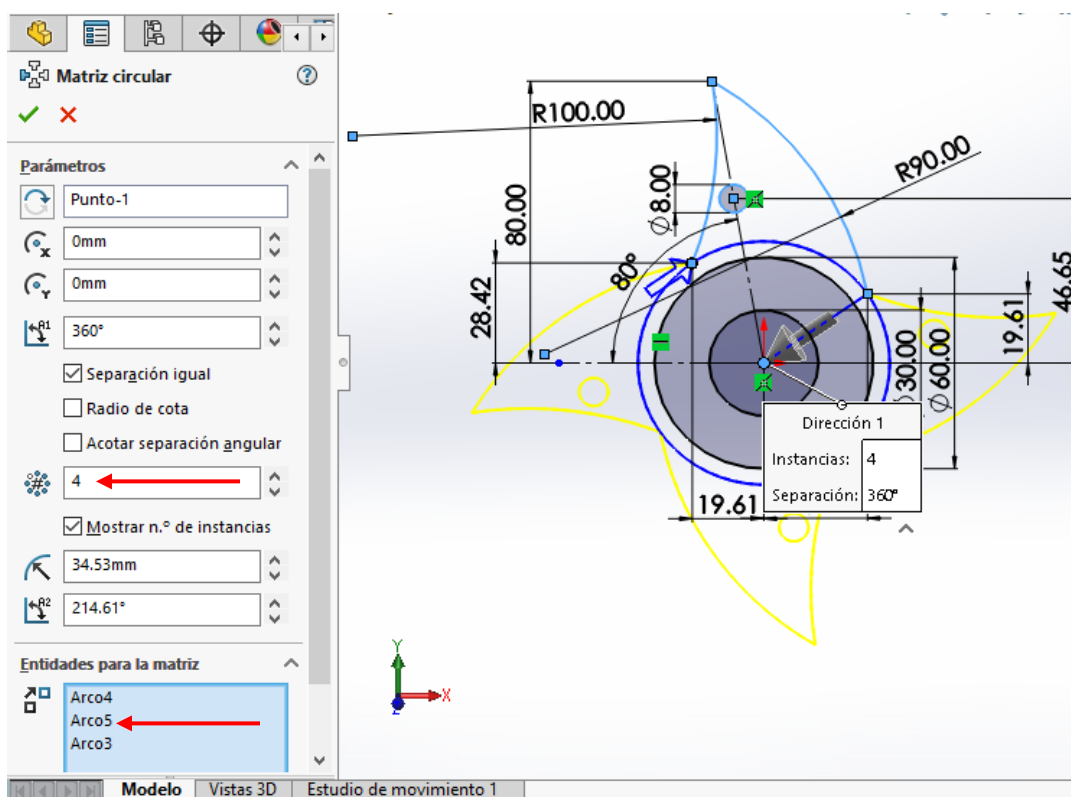 Matriz circular
Parámetros
Punto-1
X
0mm
Y
0mm
A1
360°
Separación igual
Radio de cota
Acotar separación angular
#
4
Mostrar n.º de instancias
34.53mm
A2
214.61°
Entidades para la matriz
Arco4
Arco5
Arco3
R100.00
R90.00
Ø8.00
80.00
80°
28.42
46.65
19.61
Ø30.00
Ø60.00
19.61
Dirección 1
Instancias: 4
Separación: 360°
Y
X
Z
Modelo
Vistas 3D
Estudio de movimiento 1